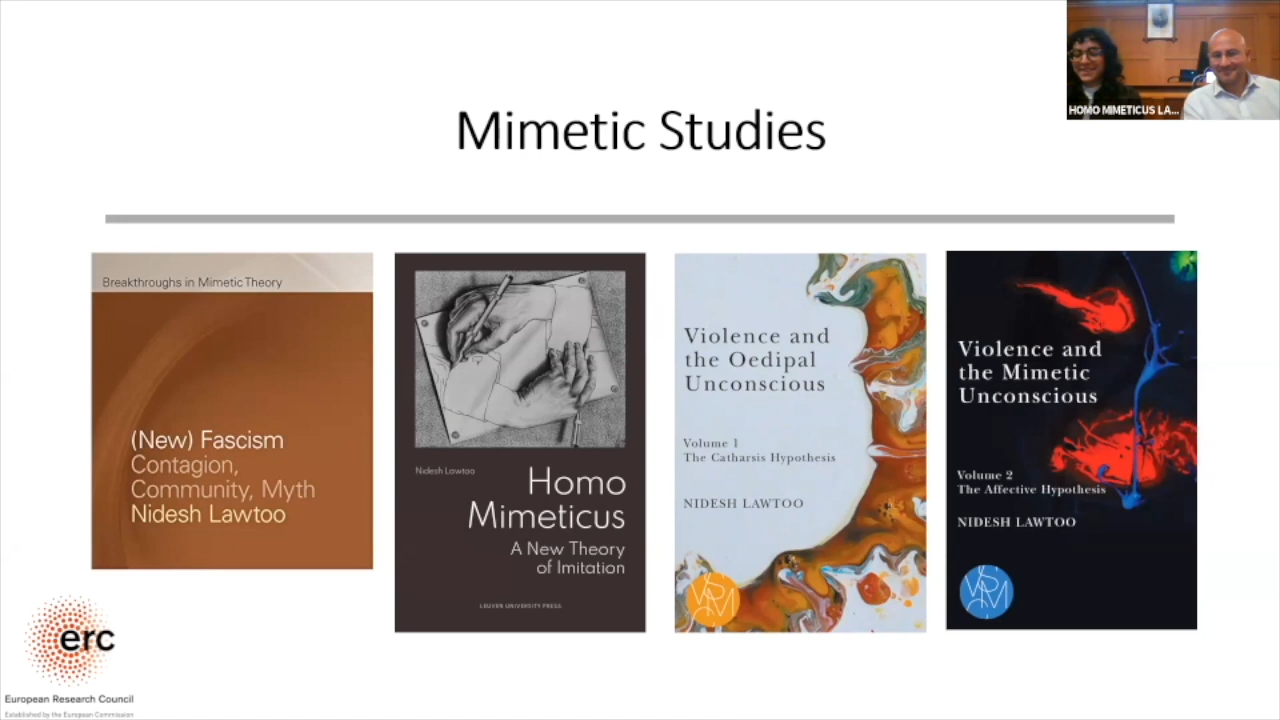 HOMO MIMETICUS LA...
Mimetic Studies
Breakthroughs in Mimetic Theory
(New) Fascism
Contagion,
Community, Myth
Nidesh Lawtoo
Nidesh Lawtoo
Homo
Mimeticus
A New Theory
of Imitation
LEUVEN UNIVERSITY PRESS
Violence and
the Oedipal
Unconscious
Volume 1
The Catharsis Hypothesis
NIDESH LAWTOO
Violence and
the Mimetic
Unconscious
Volume 2
The Affective Hypothesis
NIDESH LAWTOO
erc
European Research Council
Established by the European Commission